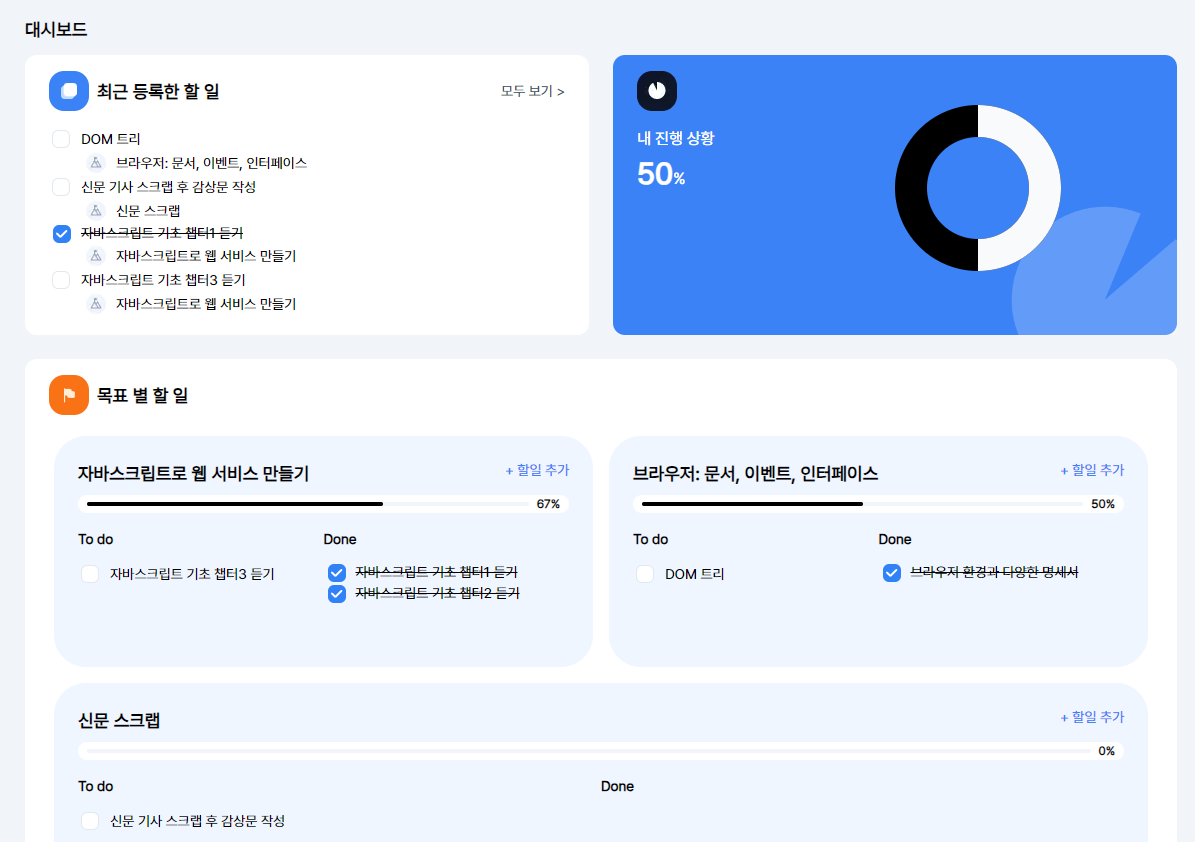 대시보드
최근 등록한 할 일
모두 보기 >
DOM 트리
브라우저: 문서, 이벤트, 인터페이스
신문 기사 스크랩 후 감상문 작성
신문 스크랩
자바스크립트 기초 챕터1 듣기
자바스크립트로 웹 서비스 만들기
자바스크립트 기초 챕터3 듣기
자바스크립트로 웹 서비스 만들기
내 진행 상황
50%
목표 별 할 일
자바스크립트로 웹 서비스 만들기
+ 할일 추가
67%
To do
자바스크립트 기초 챕터3 듣기
Done
자바스크립트 기초 챕터1 듣기
자바스크립트 기초 챕터2 듣기
브라우저: 문서, 이벤트, 인터페이스
+ 할일 추가
50%
To do
DOM 트리
Done
브라우저 환경과 다양한 명세서
신문 스크랩
+ 할일 추가
0%
To do
신문 기사 스크랩 후 감상문 작성
Done